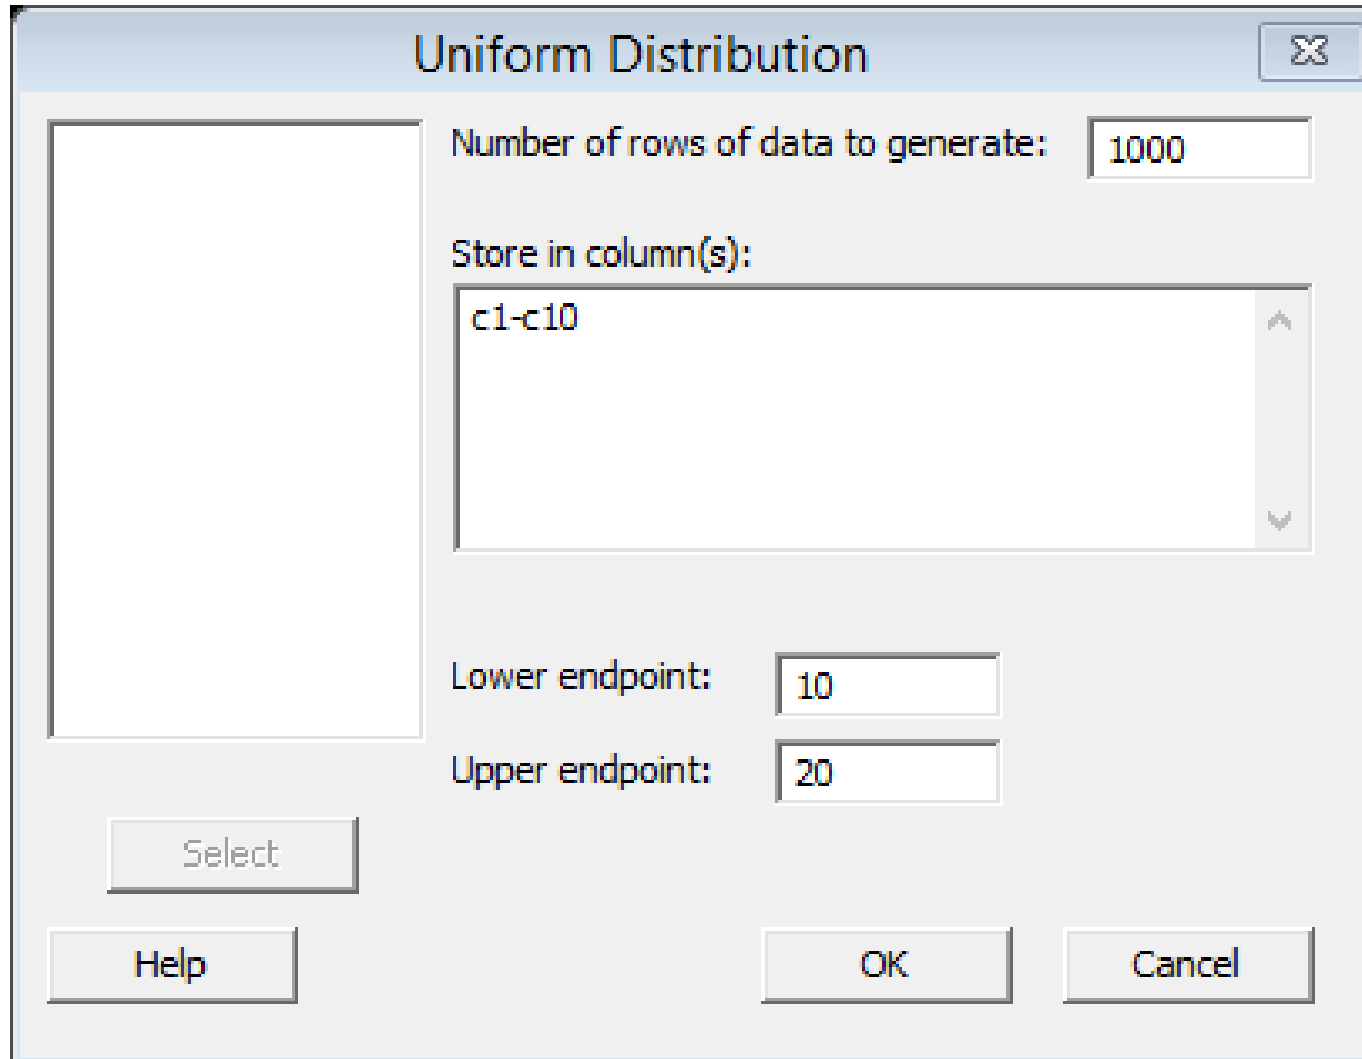 Uniform Distribution
Number of rows of data to generate: 1000
Store in column(s):
c1-c10
Lower endpoint: 10
Upper endpoint: 20
Select
Help OK Cancel